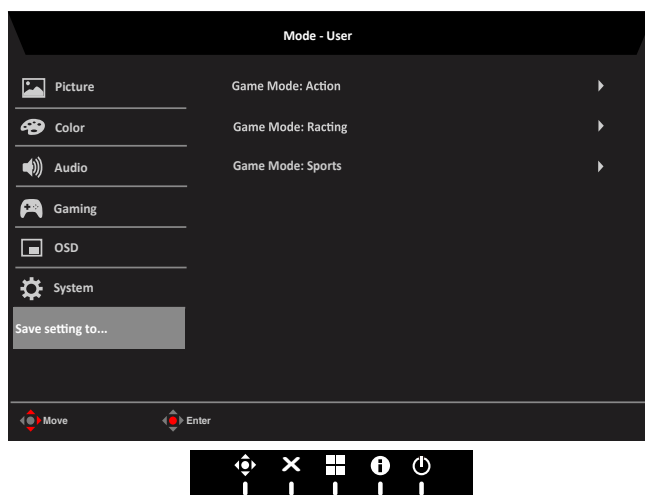 Mode - User
Picture
Game Mode: Action
Color
Game Mode: Racting
Audio
Game Mode: Sports
Gaming
OSD
System
Save setting to...
Move
Enter